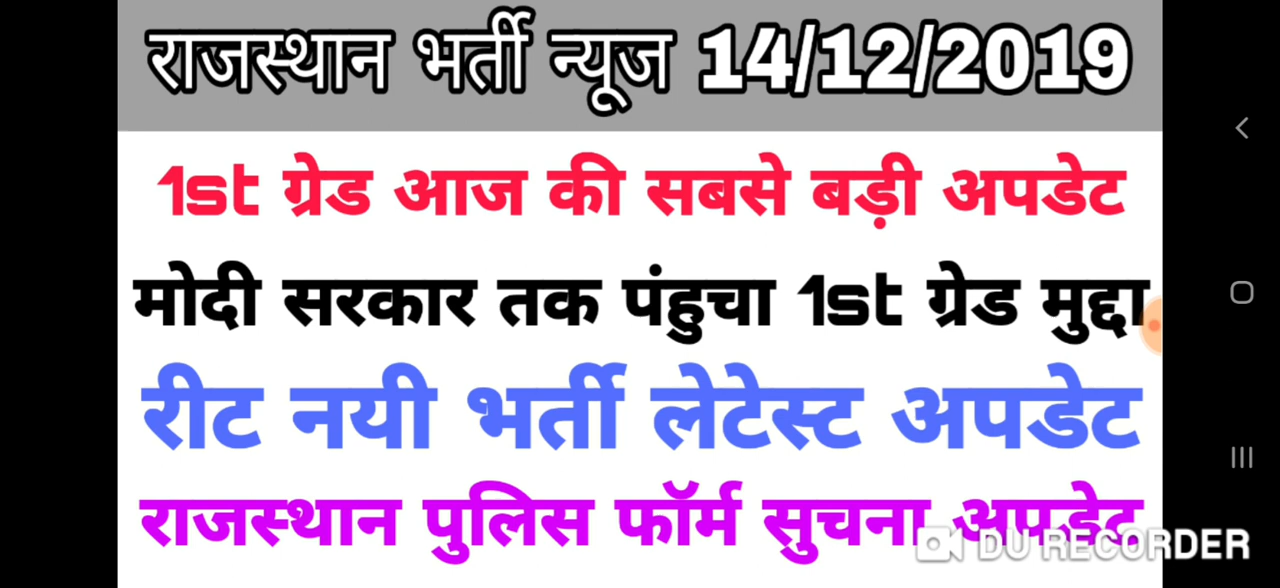 राजस्थान भर्ती न्यूज 14/12/2019
1st ग्रेड आज की सबसे बड़ी अपडेट
मोदी सरकार तक पंहुचा 1st ग्रेड मुद्दा
रीट नयी भर्ती लेटेस्ट अपडेट
राजस्थान पुलिस फॉर्म सुचना अपडेट
DU RECORDER